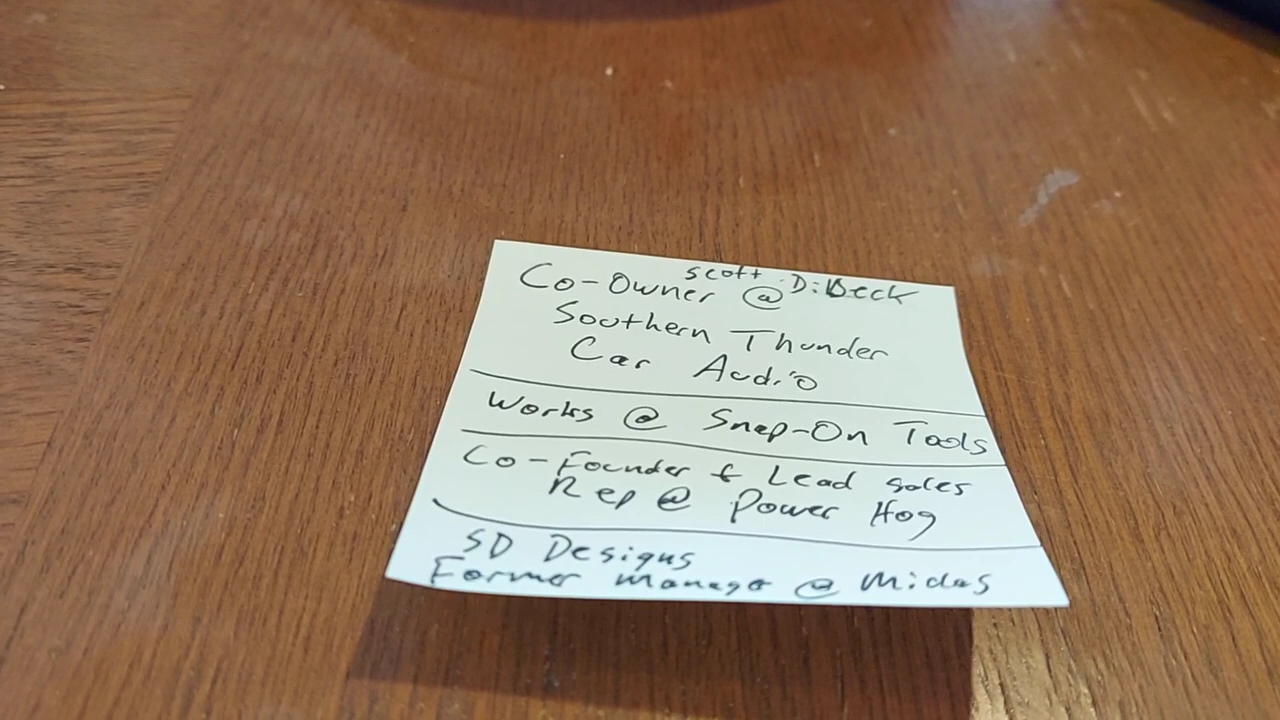 Scott DiBeck
Co-Owner @
Southern Thunder
Car Audio
Works @ Snap-On Tools
Co-Founder & Lead Sales
Rep @ Power Hog
SD Designs
Former Manager @ Midas